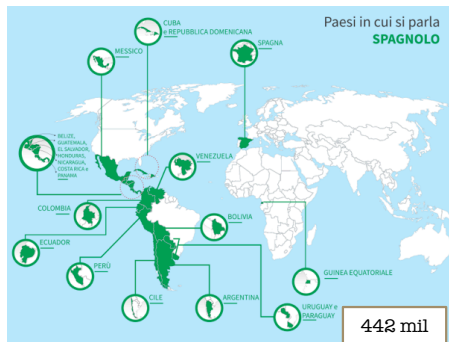 Paesi in cui si parla
SPAGNOLO
CUBA
e REPUBBLICA DOMENICANA
MESSICO
SPAGNA
BELIZE,
GUATEMALA,
EL SALVADOR,
HONDURAS,
NICARAGUA,
COSTA RICA e
PANAMA
VENEZUELA
COLOMBIA
BOLIVIA
ECUADOR
PERÙ
GUINEA EQUATORIALE
CILE
ARGENTINA
URUGUAY e
PARAGUAY
442 mil